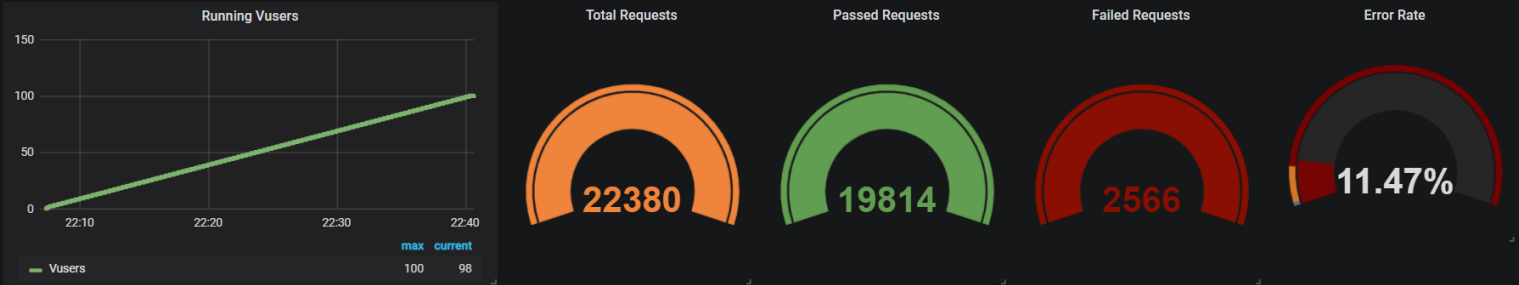 Running Vusers
150
100
50
0
22:10 22:20 22:30 22:40
max current
Vusers 100 98
Total Requests
22380
Passed Requests
19814
Failed Requests
2566
Error Rate
11.47%